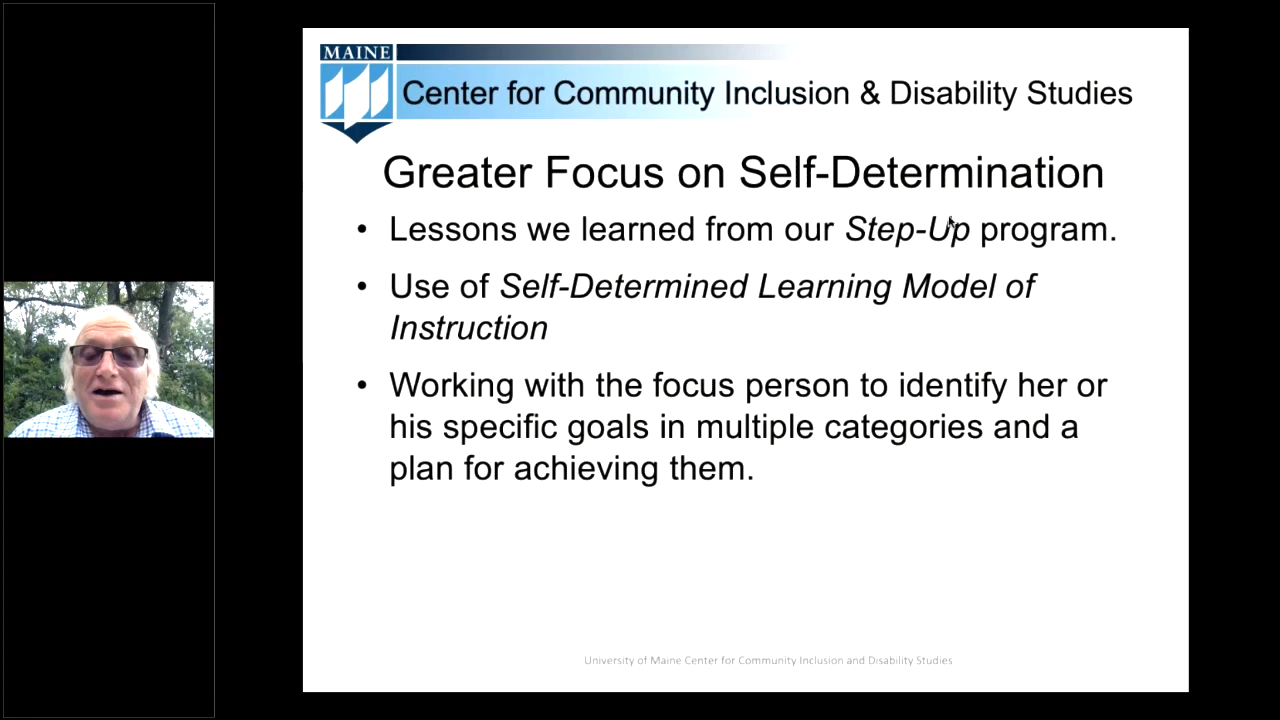 MAINE
Center for Community Inclusion & Disability Studies
Greater Focus on Self-Determination
• Lessons we learned from our Step-Up program.
• Use of Self-Determined Learning Model of
Instruction
• Working with the focus person to identify her or
his specific goals in multiple categories and a
plan for achieving them.
University of Maine Center for Community Inclusion and Disability Studies